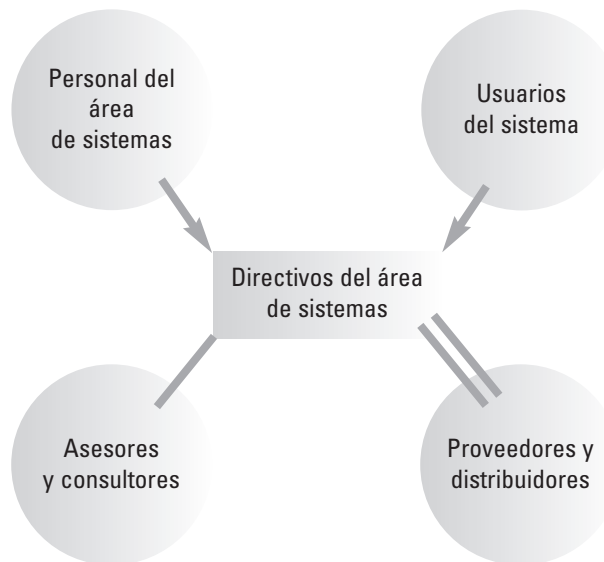 Personal del
área
de sistemas
Usuarios
del sistema
Directivos del área
de sistemas
Asesores
y consultores
Proveedores y
distribuidores